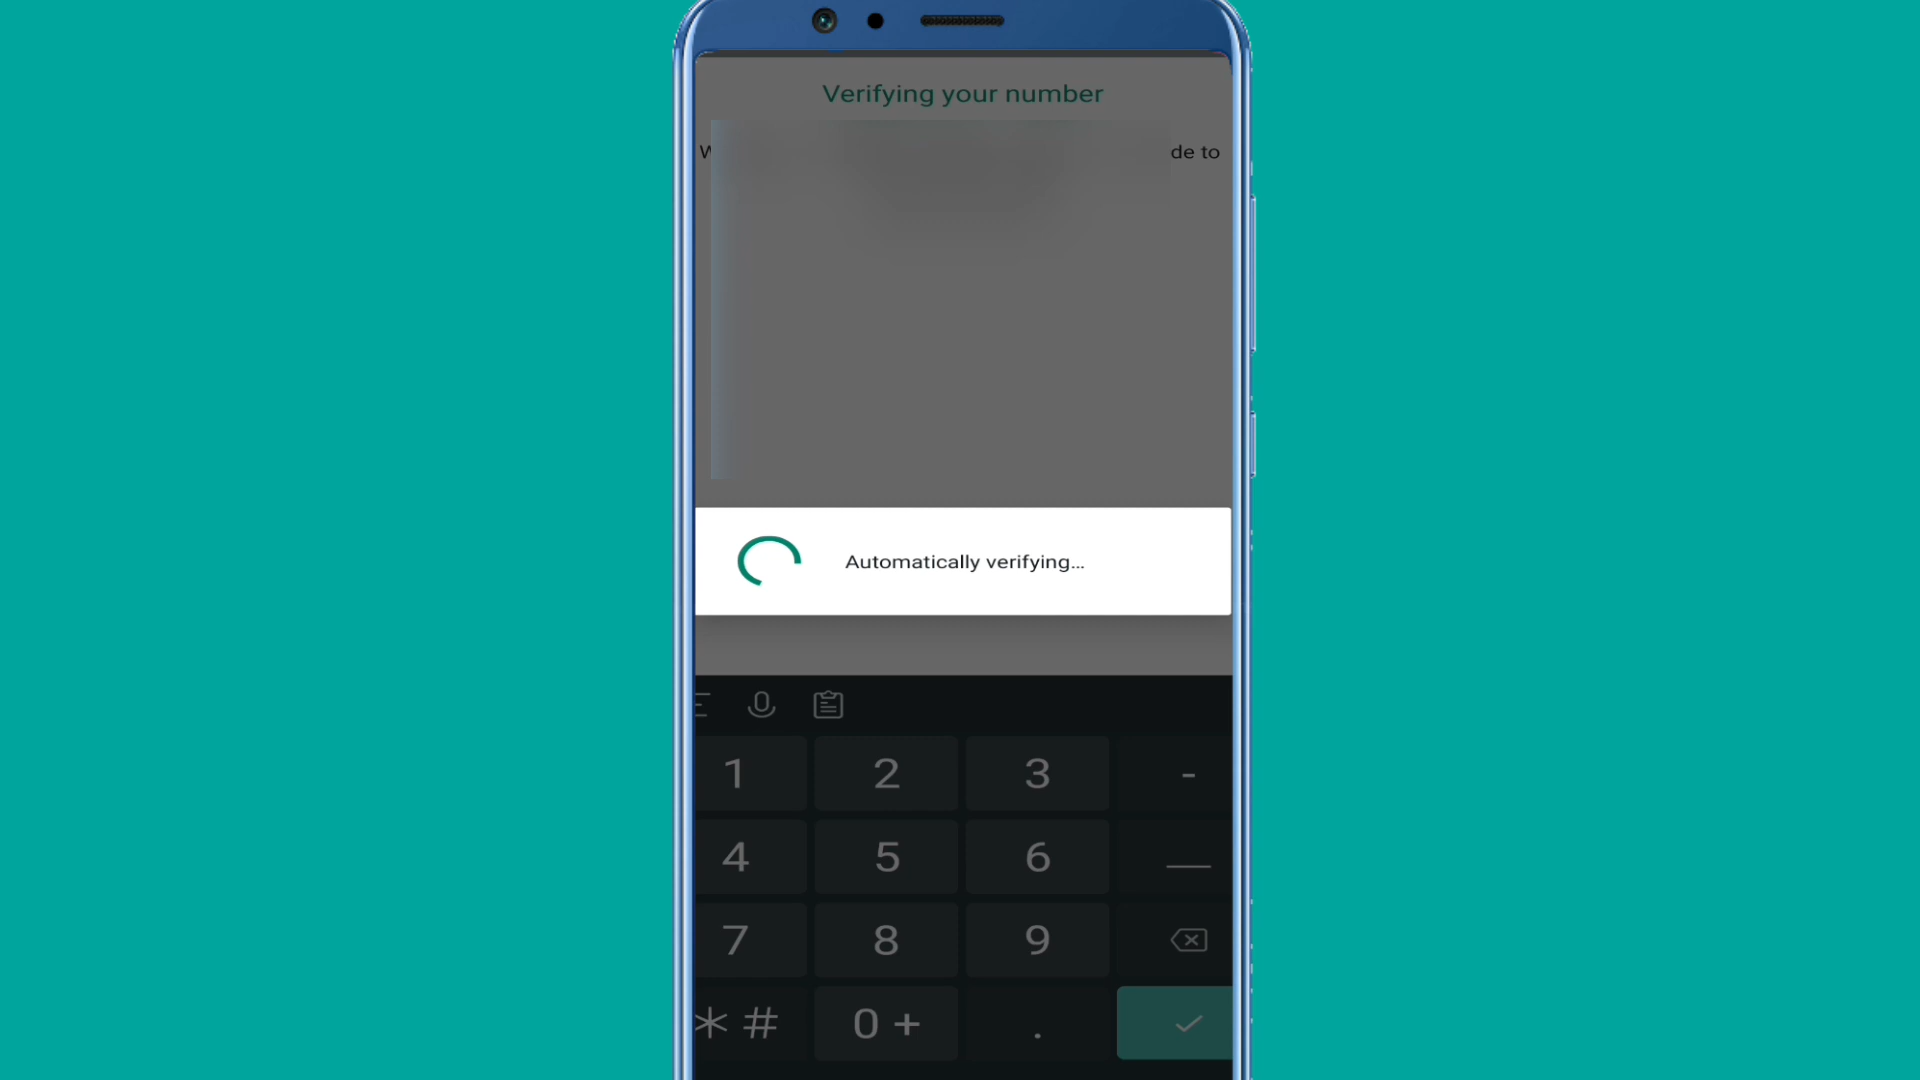 Verifying your number
de to
Automatically verifying...
1 2 3 -
4 5 6
7 8 9
* # 0 + .